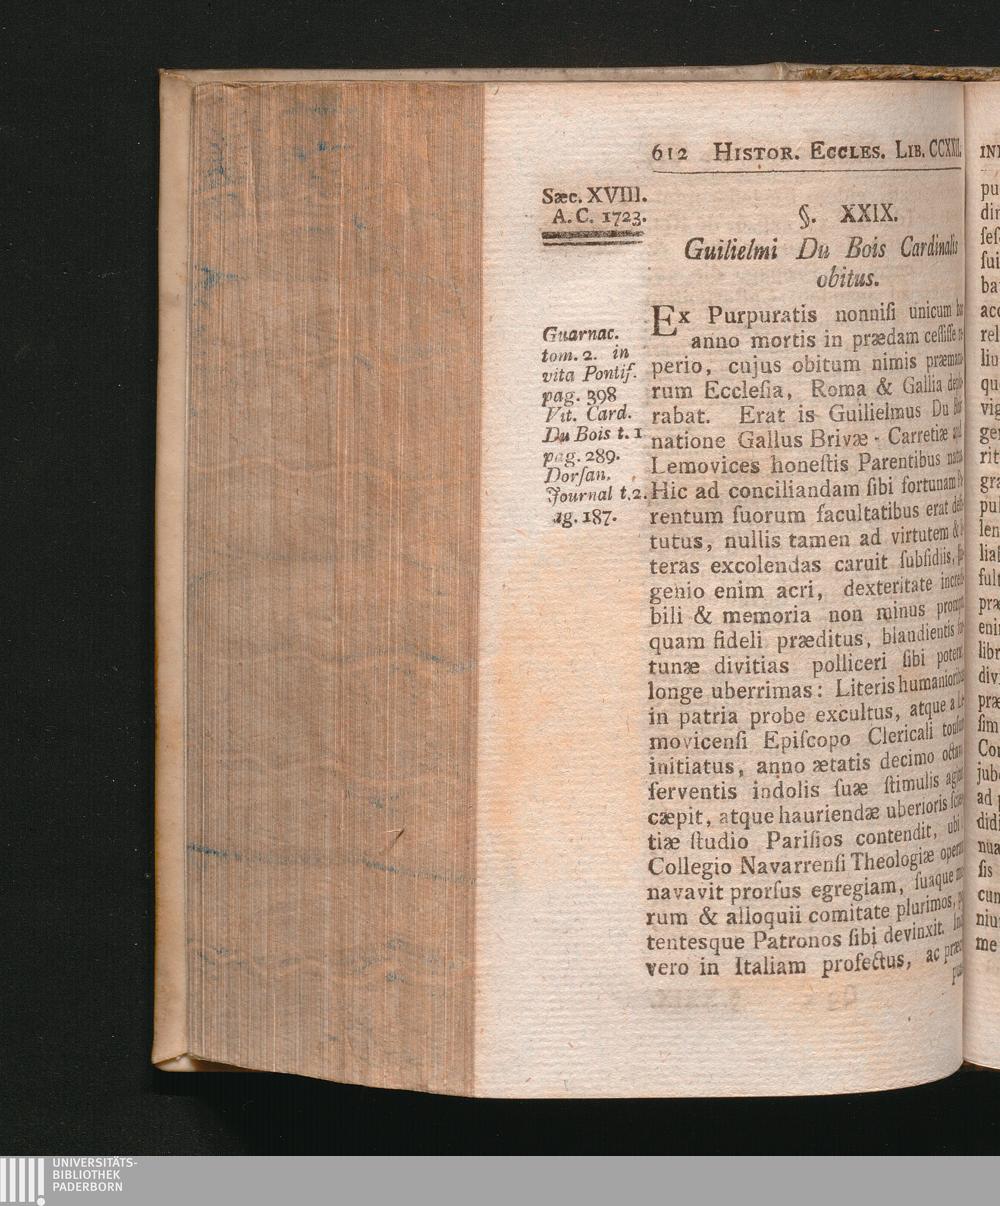 612 HISTOR. ECCLES. LIB. CCXXII.
Sæc. XVIII.
A. C. 1723.
§. XXIX.
Guilielmi Du Bois Cardinalis
obitus.
Guarnac.
tom. 2. in
vita Pontif.
pag. 398
Vit. Card.
Du Bois t. 1
pag. 289.
Dorsan.
Journal t. 2.
ag. 187.
Ex Purpuratis nonniſi unicum
anno mortis in prædam ceſſiſſe
perio, cujus obitum nimis
rum Eccleſia, Roma & Gallia
rabat. Erat is Guilielmus Du
natione Gallus Brivæ - Carretiæ
Lemovices honeſtis Parentibus
Hic ad conciliandam ſibi fortunam
rentum ſuorum facultatibus erat
tutus, nullis tamen ad virtutem &
teras excolendas caruit ſubſidiis,
genio enim acri, dexteritate
bili & memoria non minus
quam fideli præditus, blaudientis
tunæ divitias polliceri ſibi
longe uberrimas: Literis
in patria probe excultus, atque a
movicenſi Epiſcopo Clericali
initiatus, anno ætatis decimo
ferventis indolis ſuæ ſtimulis
cæpit, atque hauriendæ uberioris
tiæ ſtudio Pariſios contendit, ubi
Collegio Navarrenſi Theologiæ
navavit prorſus egregiam, ſuaque
rum & alloquii comitate plurimos,
tentesque Patronos ſibi devinxit.
vero in Italiam profectus, ac
UNIVERSITÄTS-
BIBLIOTHEK
PADERBORN